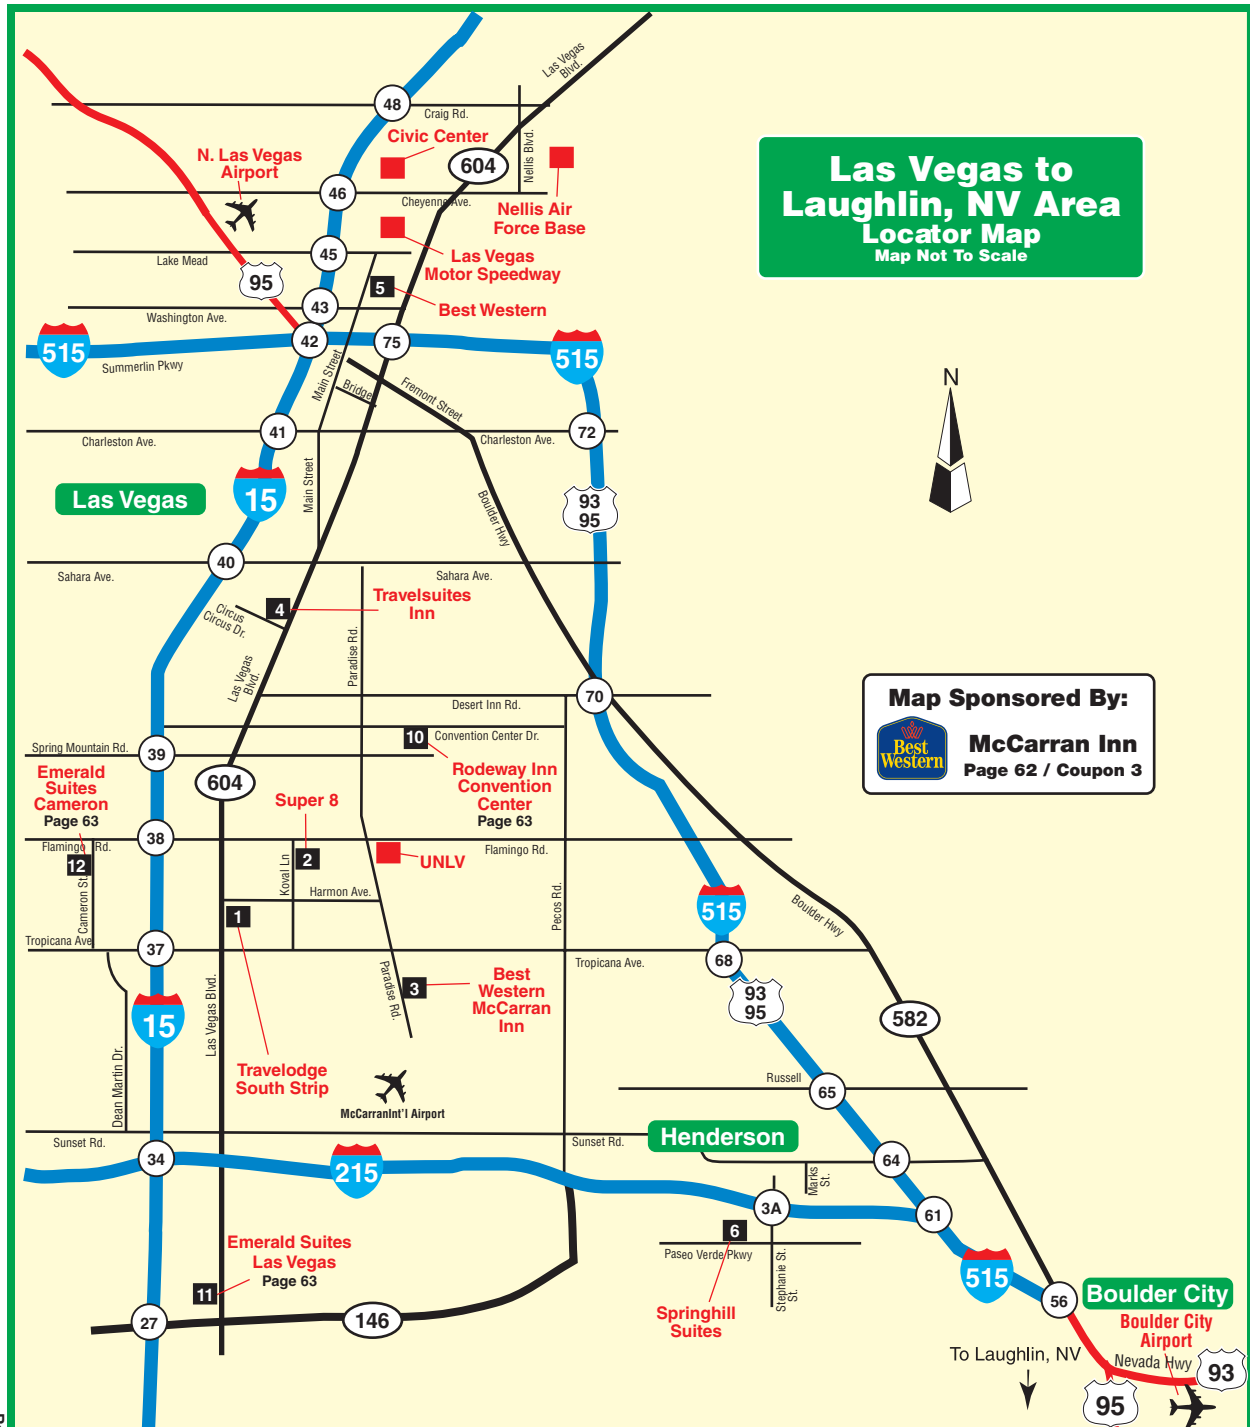 Las Vegas
Blvd.
48
Craig Rd.
Civic Center
604
Nellis Blvd.
N. Las Vegas
Airport
46
Cheyenne Ave.
Nellis Air
Force Base
Las Vegas to
Laughlin, NV Area
Locator Map
Map Not To Scale
45
Lake Mead
Las Vegas
Motor Speedway
95
5
43
Best Western
Washington Ave.
42
75
515
515
Summerlin Pkwy
Main Street
Bridge
Fremont Street
N
41
72
Charleston Ave.
Charleston Ave.
Main Street
15
Las Vegas
Boulder Hwy
93
95
40
Sahara Ave.
Sahara Ave.
Travelsuites
Inn
4
Circus
Circus Dr.
Paradise Rd.
Las Vegas
Blvd.
70
Desert Inn Rd.
Map Sponsored By:
Best
Western
McCarran Inn
Page 62 / Coupon 3
10
Convention Center Dr.
Spring Mountain Rd.
39
604
Emerald
Suites
Cameron
Page 63
Rodeway Inn
Convention
Center
Page 63
Super 8
38
Flamingo Rd.
Flamingo Rd.
12
Cameron St.
Koval Ln
2
UNLV
Harmon Ave.
Pecos Rd.
1
515
Boulder Hwy
Tropicana Ave
37
Tropicana Ave.
68
Paradise Rd.
3
Best
Western
McCarran
Inn
93
95
582
15
Las Vegas Blvd.
Dean Martin Dr.
Travelodge
South Strip
McCarranInt'l Airport
Russell
65
Sunset Rd.
Sunset Rd.
Henderson
34
215
64
Marks
St.
3A
61
6
Paseo Verde Pkwy
Stephanie St.
St.
Emerald Suites
Las Vegas
Page 63
11
515
27
146
Springhill
Suites
56
Boulder City
Boulder City
Airport
To Laughlin, NV
Nevada Hwy
93
95